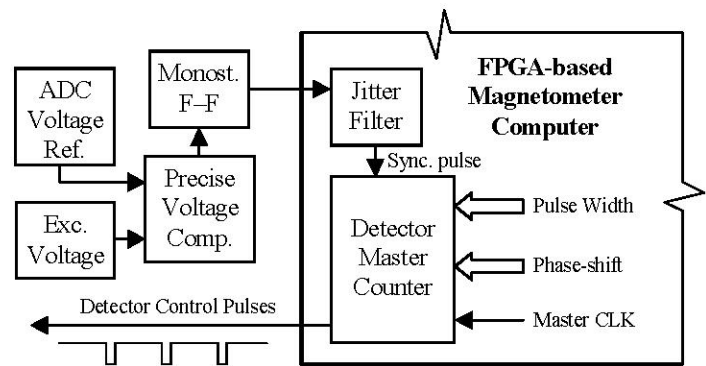 ADC
Voltage
Ref.
Monost.
F–F
Jitter
Filter
FPGA-based
Magnetometer
Computer
Precise
Voltage
Comp.
Sync. pulse
Exc.
Voltage
Detector
Master
Counter
Pulse Width
Phase-shift
Master CLK
Detector Control Pulses